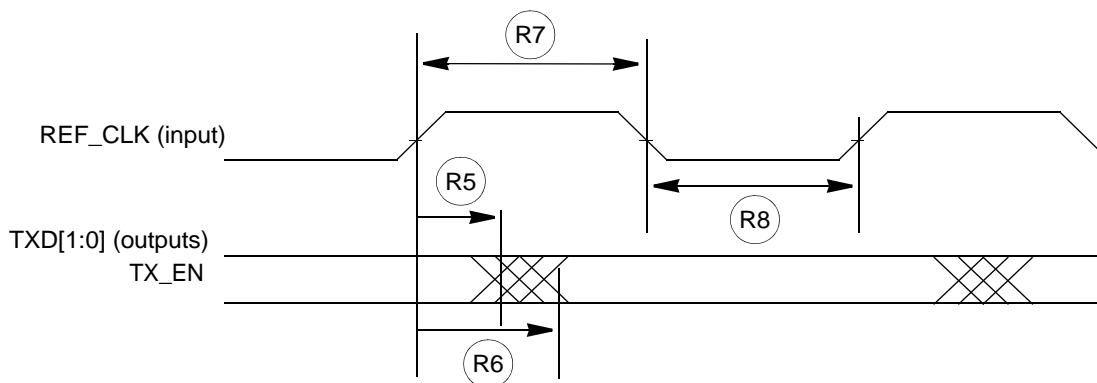 R7
REF_CLK (input)
R5
R8
TXD[1:0] (outputs)
TX_EN
R6